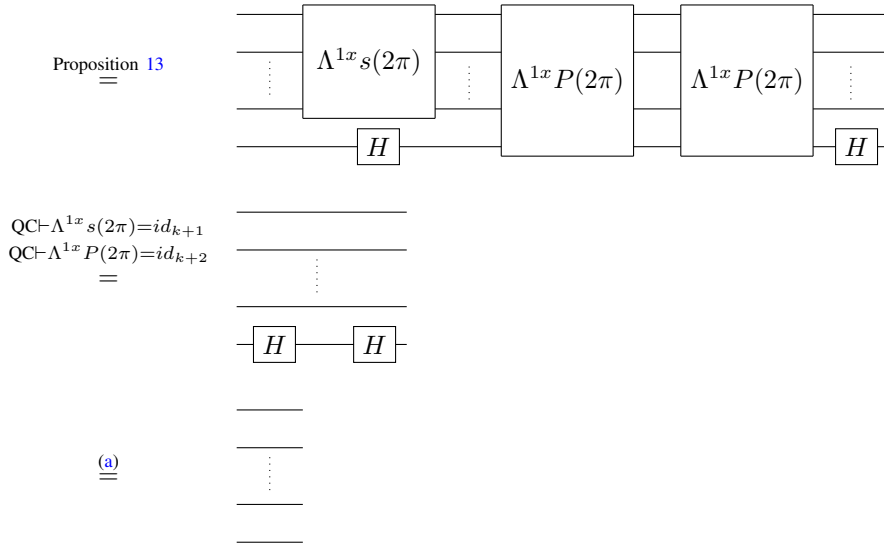 Proposition 13
=
Λ^{1x}s(2π)
Λ^{1x}P(2π)
Λ^{1x}P(2π)
H
H
QC⊢Λ^{1x}s(2π)=id_{k+1}
QC⊢Λ^{1x}P(2π)=id_{k+2}
=
H
H
(a)
=